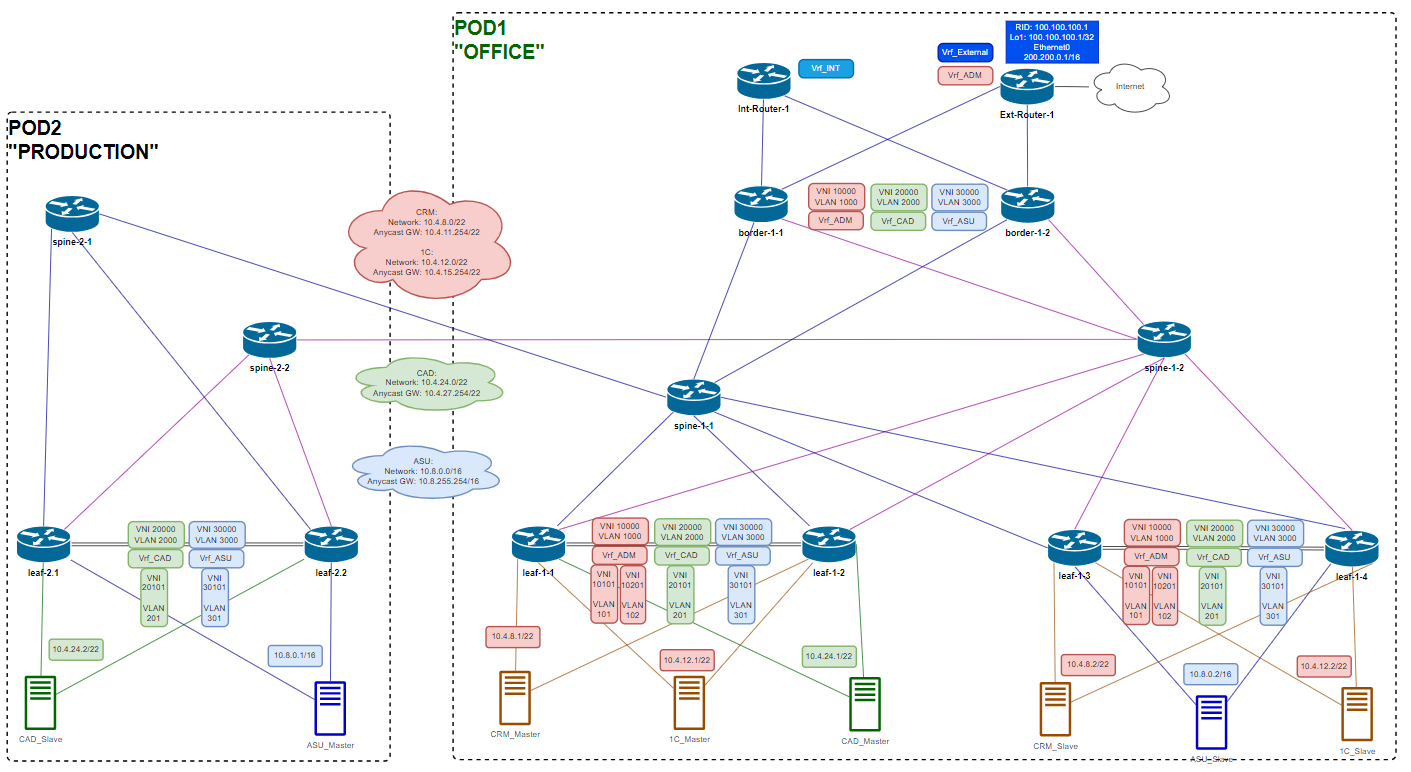 POD1
"OFFICE"
RID: 100.100.100.1
Lo1: 100.100.100.1/32
Ethernet0
200.200.0.1/16
Vrf_External
Vrf_ADM
Vrf_INT
Internet
Int-Router-1
Ext-Router-1
POD2
"PRODUCTION"
spine-2-1
CRM:
Network: 10.4.8.0/22
Anycast GW: 10.4.11.254/22
1C:
Network: 10.4.12.0/22
Anycast GW: 10.4.15.254/22
VNI 10000
VLAN 1000
Vrf_ADM
VNI 20000
VLAN 2000
Vrf_CAD
VNI 30000
VLAN 3000
Vrf_ASU
border-1-1
border-1-2
spine-2-2
spine-1-2
CAD:
Network: 10.4.24.0/22
Anycast GW: 10.4.27.254/22
spine-1-1
ASU:
Network: 10.8.0.0/16
Anycast GW: 10.8.255.254/16
VNI 20000
VLAN 2000
Vrf_CAD
VNI
20101
VLAN
201
VNI 30000
VLAN 3000
Vrf_ASU
VNI
30101
VLAN
301
leaf-2.1
leaf-2.2
VNI 10000
VLAN 1000
Vrf_ADM
VNI
10101
VLAN
101
VNI
10201
VLAN
102
VNI 20000
VLAN 2000
Vrf_CAD
VNI
20101
VLAN
201
VNI 30000
VLAN 3000
Vrf_ASU
VNI
30101
VLAN
301
leaf-1-1
leaf-1-2
VNI 10000
VLAN 1000
Vrf_ADM
VNI
10101
VLAN
101
VNI
10201
VLAN
102
VNI 20000
VLAN 2000
Vrf_CAD
VNI
20101
VLAN
201
VNI 30000
VLAN 3000
Vrf_ASU
VNI
30101
VLAN
301
leaf-1-3
leaf-1-4
10.4.24.2/22
10.8.0.1/16
10.4.8.1/22
10.4.12.1/22
10.4.24.1/22
10.4.8.2/22
10.8.0.2/16
10.4.12.2/22
CAD_Slave
ASU_Master
CRM_Master
1C_Master
CAD_Master
CRM_Slave
ASU_Slave
1C_Slave